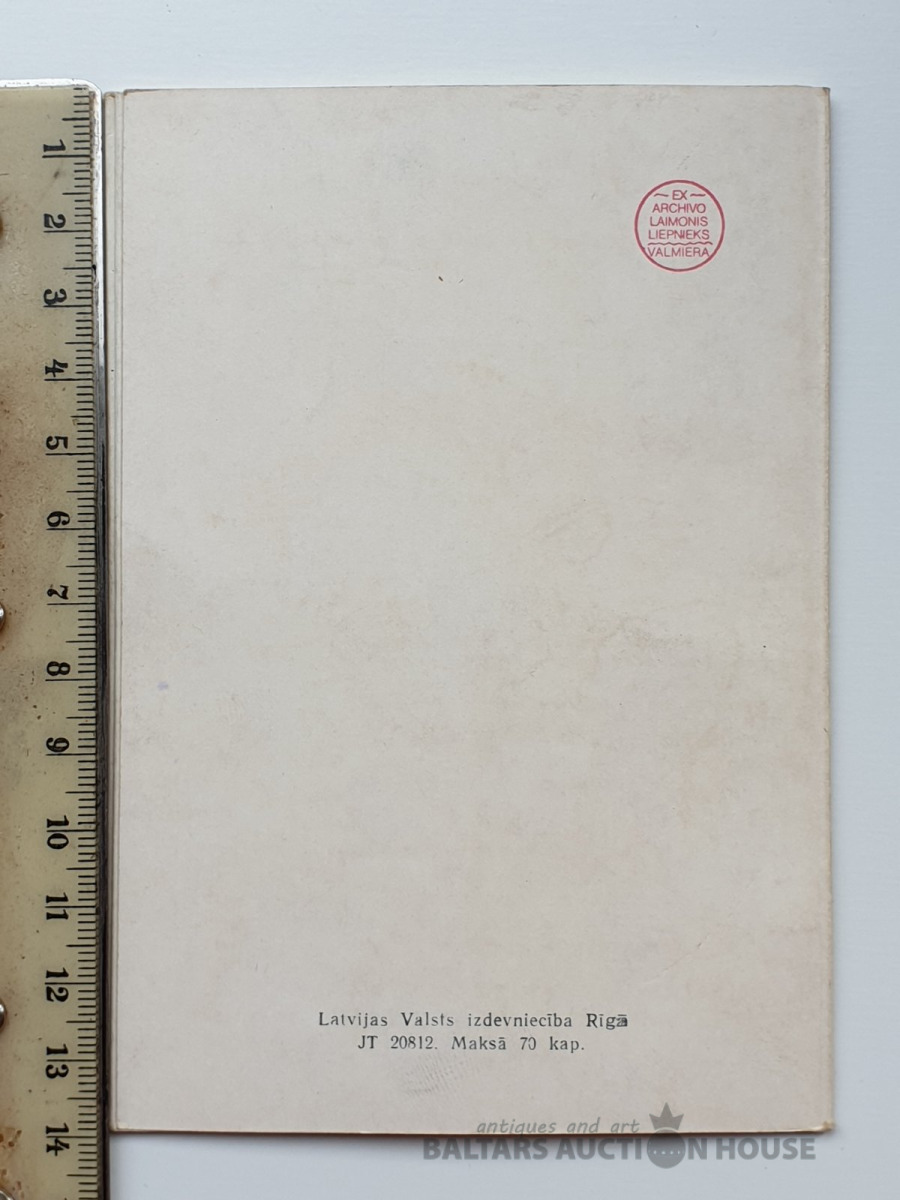 1
2
3
4
5
6
7
8
9
10
11
12
13
14
~ EX ~
ARCHIVO
LAIMONIS
LIEPNIEKS
VALMIERA
Latvijas Valsts izdevniecība Rīgā
JT 20812. Maksā 70 kap.
antiques and art
BALTARS AUCTION HOUSE